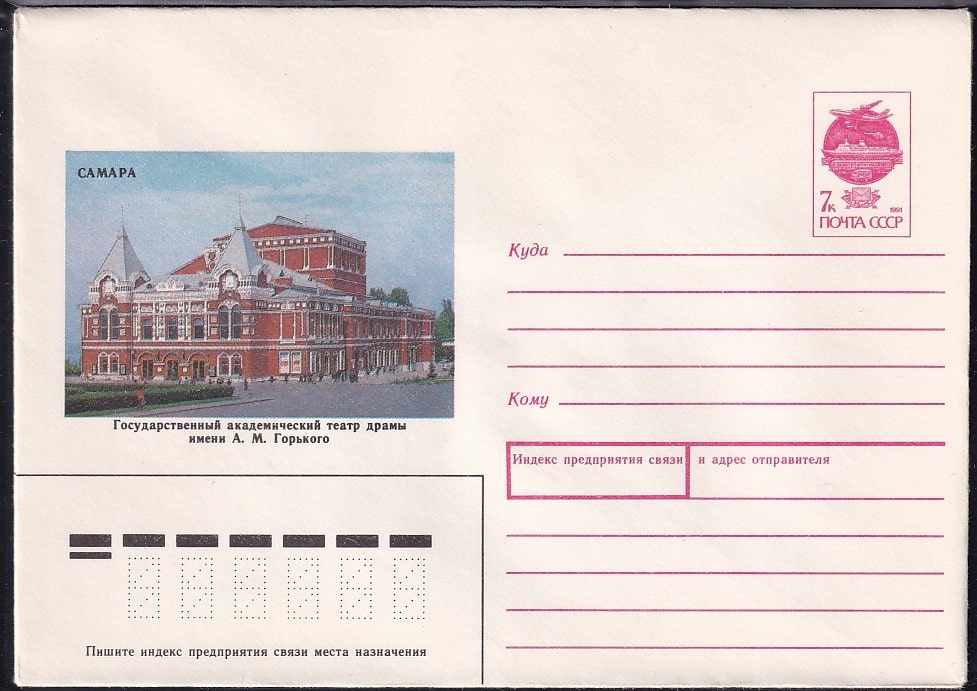 САМАРА
Государственный академический театр драмы
имени А. М. Горького
7к
1991
ПОЧТА СССР
Куда
Кому
Индекс предприятия связи
и адрес отправителя
Пишите индекс предприятия связи места назначения